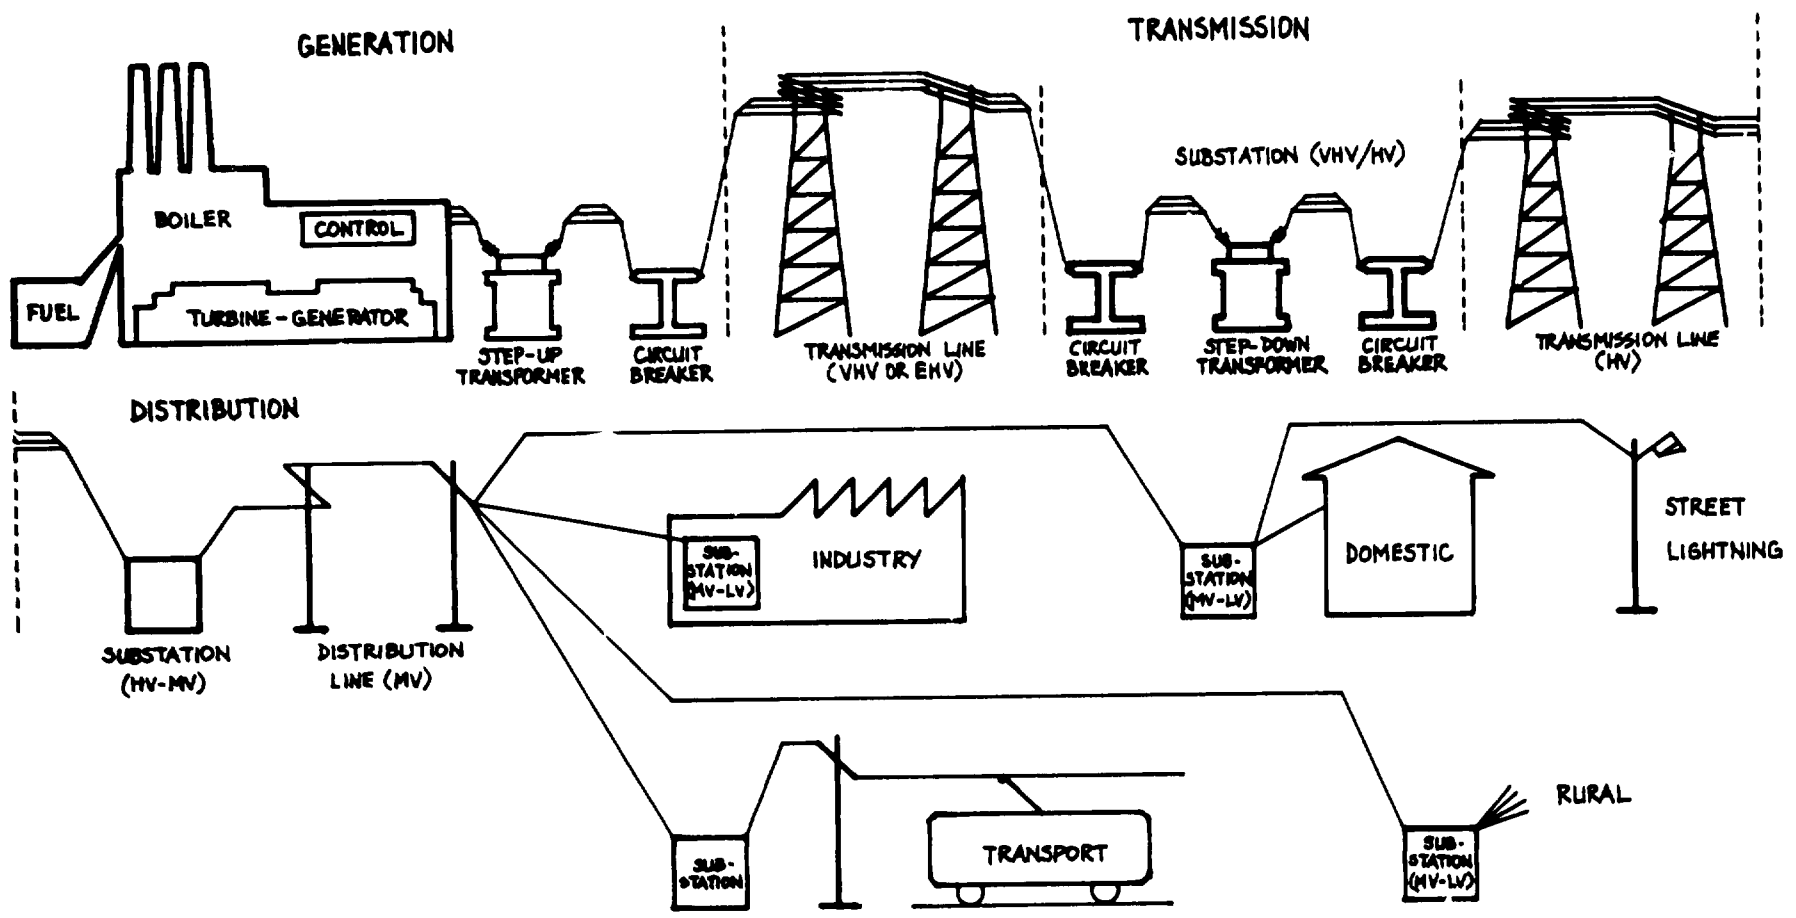 GENERATION
TRANSMISSION
SUBSTATION (VHV/HV)
BOILER
CONTROL
FUEL
TURBINE-GENERATOR
STEP-UP
TRANSFORMER
CIRCUIT
BREAKER
TRANSMISSION LINE
(VHV OR EHV)
CIRCUIT
BREAKER
STEP-DOWN
TRANSFORMER
CIRCUIT
BREAKER
TRANSMISSION LINE
(HV)
DISTRIBUTION
SUBSTATION
(HV-MV)
DISTRIBUTION
LINE (MV)
SUB-
STATION
(MV-LV)
INDUSTRY
SUB-
STATION
(MV-LV)
DOMESTIC
STREET
LIGHTNING
SUB-
STATION
TRANSPORT
SUB-
STATION
(MV-LV)
RURAL